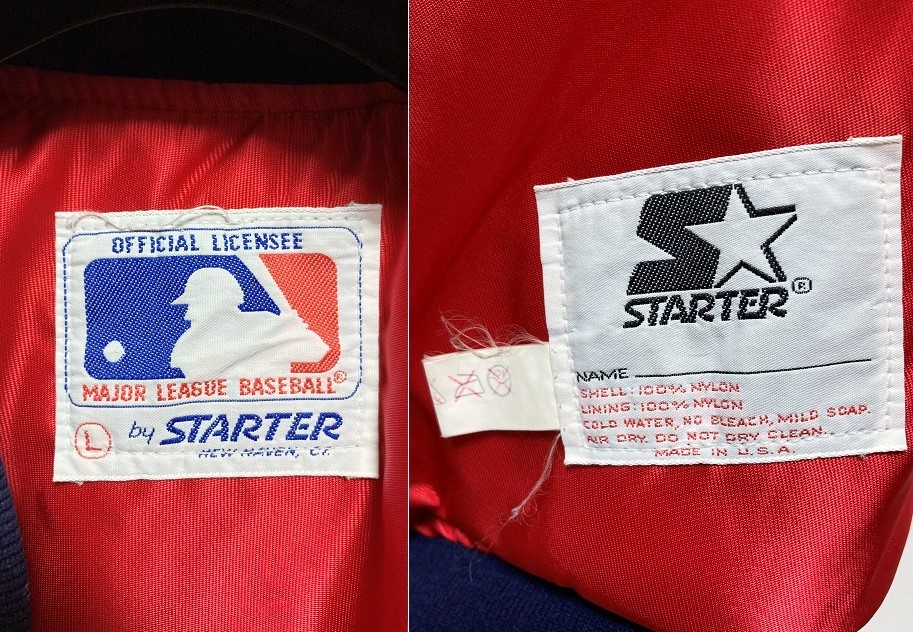 OFFICIAL LICENSEE
MAJOR LEAGUE BASEBALL®
L by STARTER
NEW HAVEN, CT.
STARTER®
NAME
SHELL: 100% NYLON
LINING: 100% NYLON
COLD WATER, NO BLEACH, MILD SOAP.
AIR DRY. DO NOT DRY CLEAN.
MADE IN U.S.A.